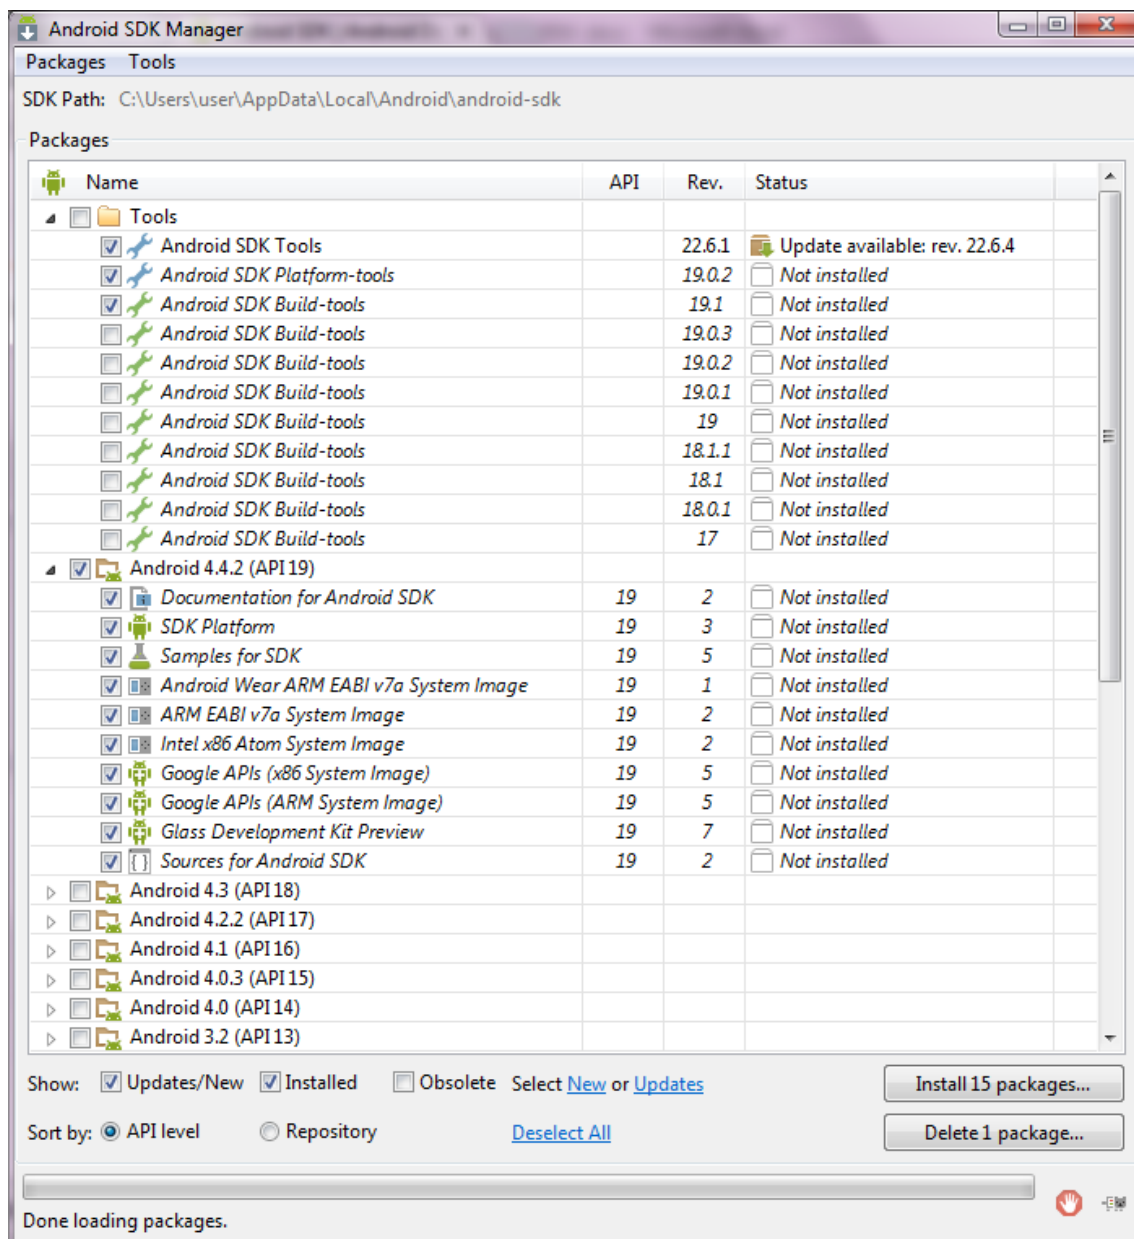 Android SDK Manager
Packages Tools
SDK Path: C:\Users\user\AppData\Local\Android\android-sdk
Packages
Name API Rev. Status
Tools
Android SDK Tools 22.6.1 Update available: rev. 22.6.4
Android SDK Platform-tools 19.0.2 Not installed
Android SDK Build-tools 19.1 Not installed
Android SDK Build-tools 19.0.3 Not installed
Android SDK Build-tools 19.0.2 Not installed
Android SDK Build-tools 19.0.1 Not installed
Android SDK Build-tools 19 Not installed
Android SDK Build-tools 18.1.1 Not installed
Android SDK Build-tools 18.1 Not installed
Android SDK Build-tools 18.0.1 Not installed
Android SDK Build-tools 17 Not installed
Android 4.4.2 (API 19)
Documentation for Android SDK 19 2 Not installed
SDK Platform 19 3 Not installed
Samples for SDK 19 5 Not installed
Android Wear ARM EABI v7a System Image 19 1 Not installed
ARM EABI v7a System Image 19 2 Not installed
Intel x86 Atom System Image 19 2 Not installed
Google APIs (x86 System Image) 19 5 Not installed
Google APIs (ARM System Image) 19 5 Not installed
Glass Development Kit Preview 19 7 Not installed
Sources for Android SDK 19 2 Not installed
Android 4.3 (API 18)
Android 4.2.2 (API 17)
Android 4.1 (API 16)
Android 4.0.3 (API 15)
Android 4.0 (API 14)
Android 3.2 (API 13)
Show: Updates/New Installed Obsolete Select New or Updates Install 15 packages...
Sort by: API level Repository Deselect All Delete 1 package...
Done loading packages.